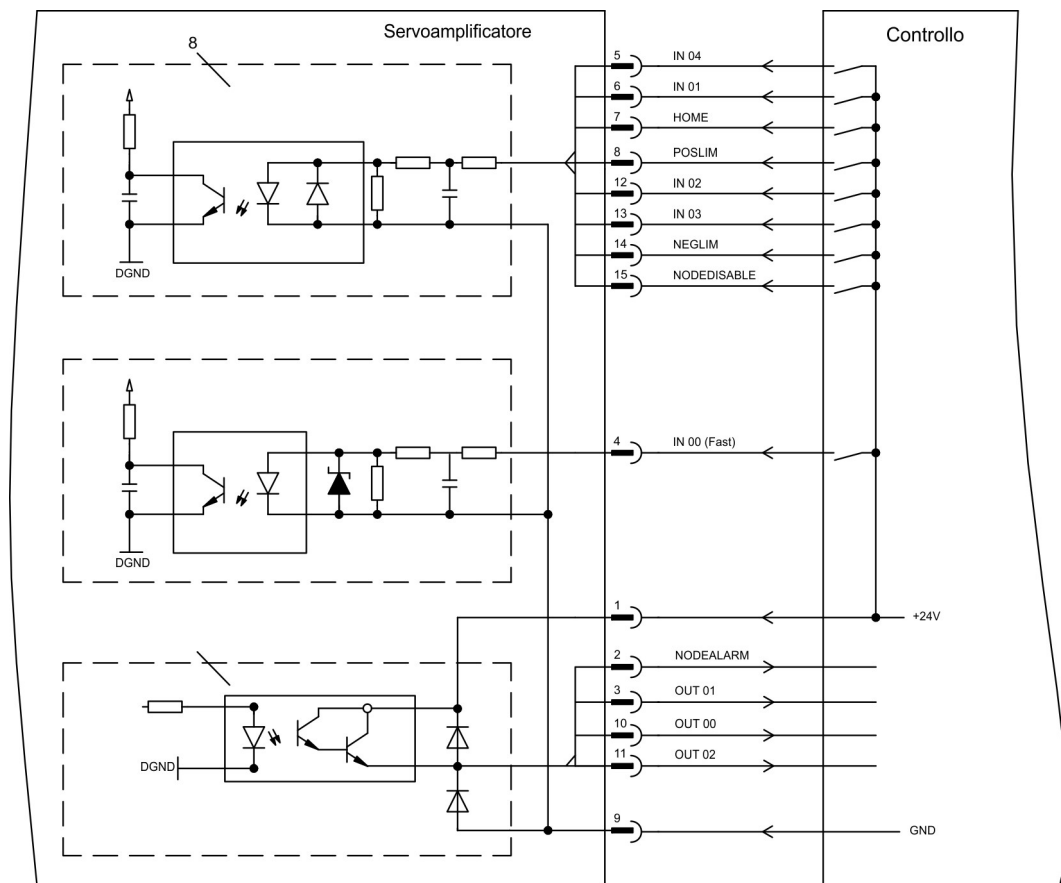 Servoamplificatore
Controllo
8
5 IN 04
6 IN 01
7 HOME
8 POSLIM
12 IN 02
13 IN 03
14 NEGLIM
15 NODEDISABLE
DGND
4 IN 00 (Fast)
DGND
1 +24V
2 NODEALARM
3 OUT 01
10 OUT 00
11 OUT 02
DGND
9 GND